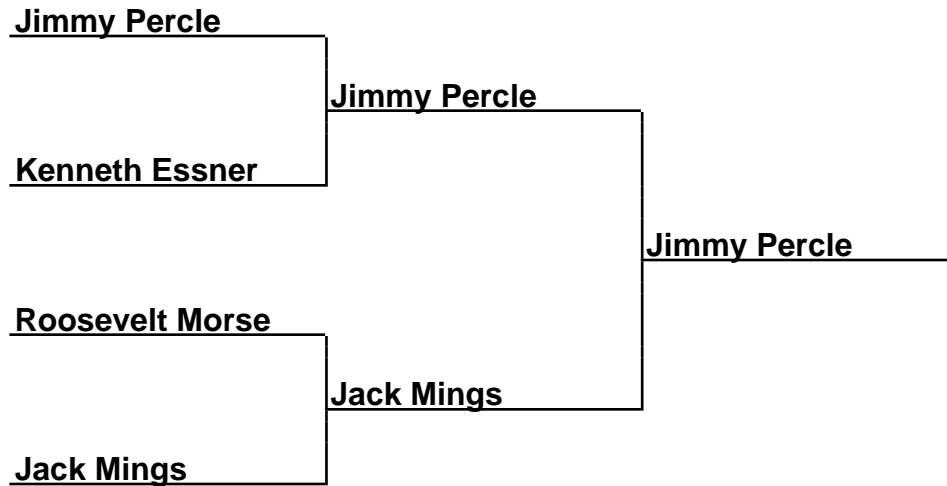 Jimmy Percle
Jimmy Percle
Kenneth Essner
Jimmy Percle
Roosevelt Morse
Jack Mings
Jack Mings